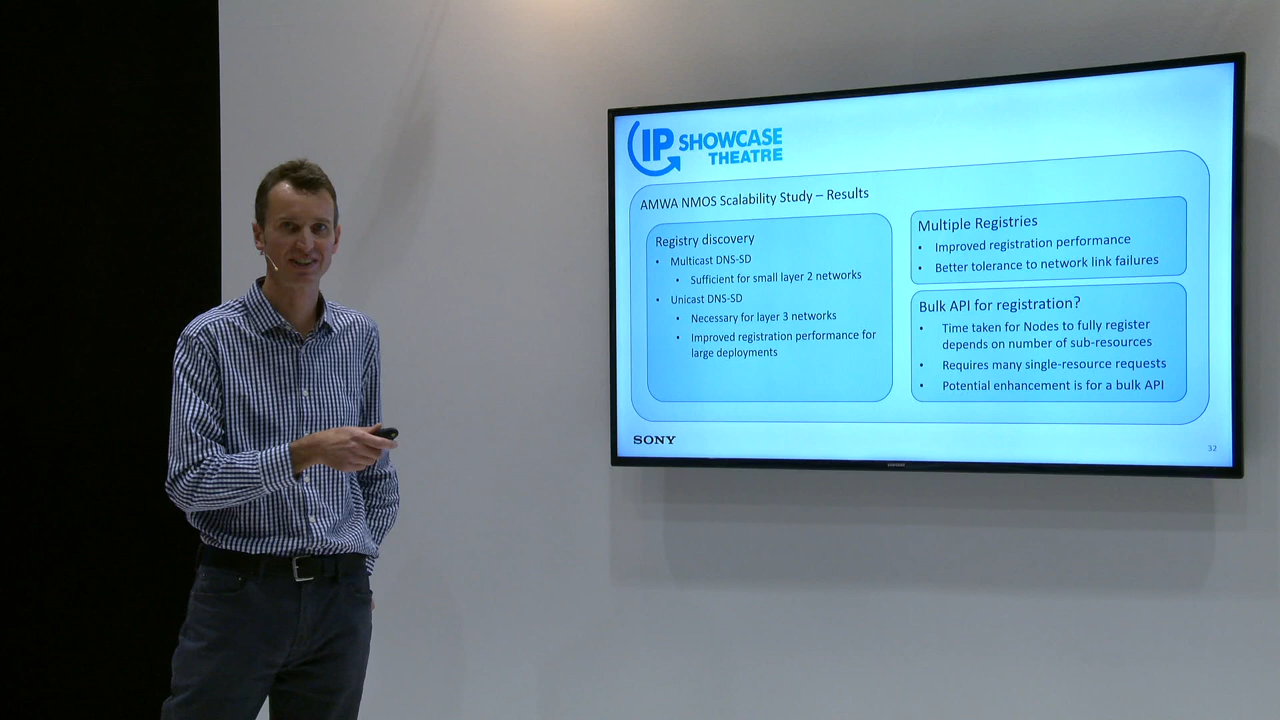 IP SHOWCASE
THEATRE
AMWA NMOS Scalability Study – Results
Registry discovery
• Multicast DNS-SD
• Sufficient for small layer 2 networks
• Unicast DNS-SD
• Necessary for layer 3 networks
• Improved registration performance for
large deployments
Multiple Registries
• Improved registration performance
• Better tolerance to network link failures
Bulk API for registration?
• Time taken for Nodes to fully register
depends on number of sub-resources
• Requires many single-resource requests
• Potential enhancement is for a bulk API
SONY
32
SAMSUNG